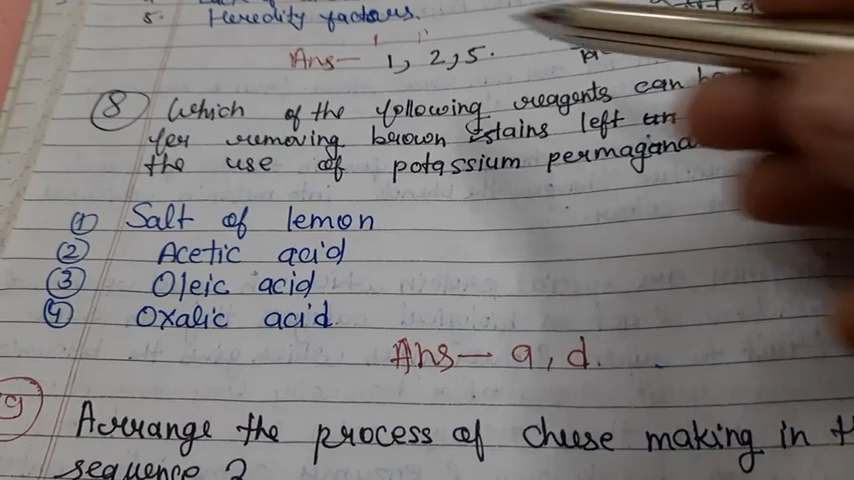 5. Heredity factors.
Ans— 1, 2, 5.
8 Which of the following reagents can
for removing brown stains left
the use of potassium
1 Salt of lemon
2 Acetic acid
3 Oleic acid
4 Oxalic acid
Ans— a, d.
9 Arrange the process of cheese making in
sequence ?